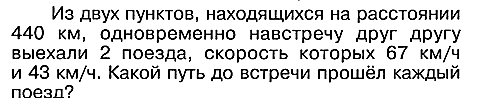 Из двух пунктов, находящихся на расстоянии
440 км, одновременно навстречу друг другу
выехали 2 поезда, скорость которых 67 км/ч
и 43 км/ч. Какой путь до встречи прошёл каждый
поезд?